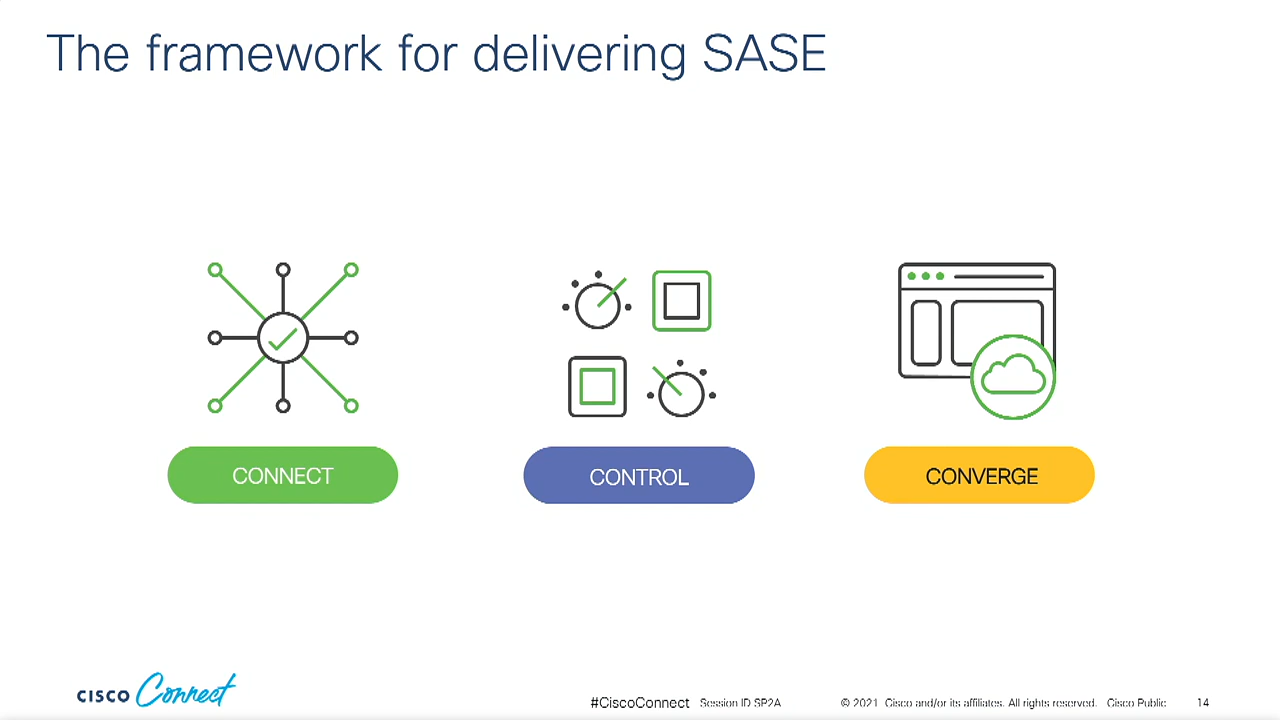 The framework for delivering SASE
CONNECT
CONTROL
CONVERGE
CISCO Connect
#CiscoConnect Session ID SP2A © 2021 Cisco and/or its affiliates. All rights reserved. Cisco Public 14